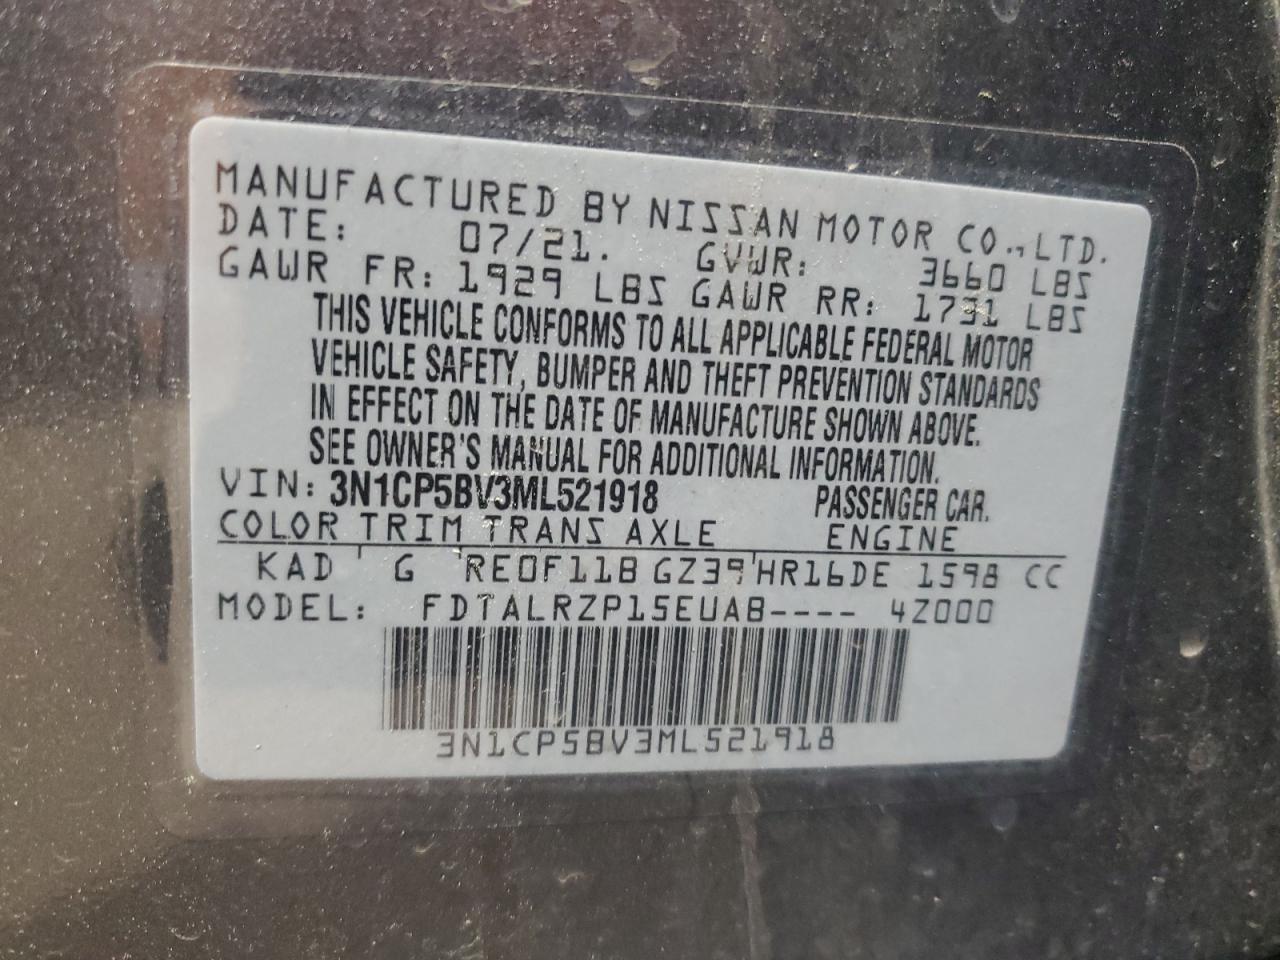 MANUFACTURED BY NISSAN MOTOR CO.,LTD.
DATE: 07/21. GVWR: 3660 LBS
GAWR FR: 1929 LBS GAWR RR: 1731 LBS
THIS VEHICLE CONFORMS TO ALL APPLICABLE FEDERAL MOTOR
VEHICLE SAFETY, BUMPER AND THEFT PREVENTION STANDARDS
IN EFFECT ON THE DATE OF MANUFACTURE SHOWN ABOVE.
SEE OWNER'S MANUAL FOR ADDITIONAL INFORMATION.
VIN: 3N1CP5BV3ML521918 PASSENGER CAR.
COLOR TRIM TRANS AXLE ENGINE
KAD G RE0F11B GZ39 HR16DE 1598 CC
MODEL: FDTALRZP15EUAB---- 4Z000
3N1CP5BV3ML521918